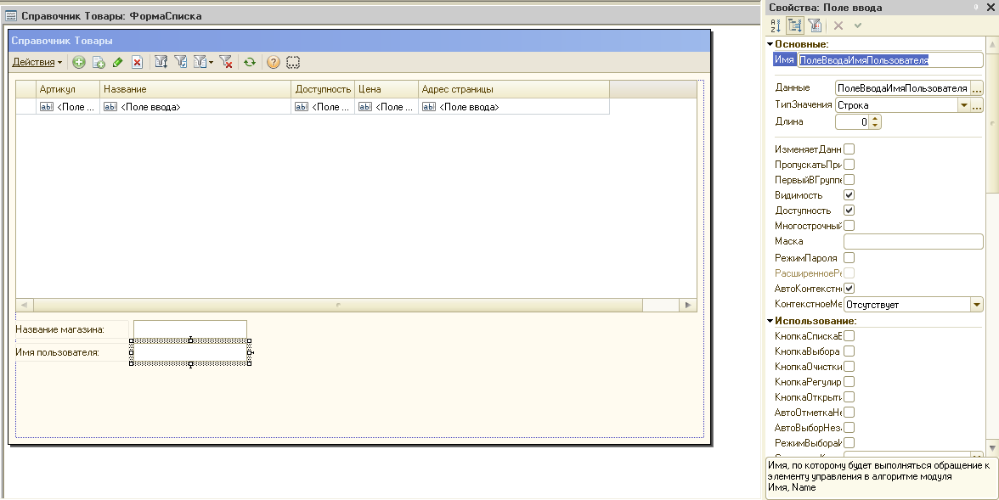 Справочник Товары: ФормаСписка
Справочник Товары
Действия
Артикул Название Доступность Цена Адрес страницы
<Поле ... <Поле ввода> <Поле ... <Поле ... <Поле ввода>
Название магазина:
Имя пользователя:
Свойства: Поле ввода
Основные:
Имя ПолеВводаИмяПользователя
Данные ПолеВводаИмяПользователя ...
ТипЗначения Строка ...
Длина 0
ИзменяетДанн
ПропускатьПри
ПервыйВГруппе
Видимость
Доступность
Многострочный
Маска
РежимПароля
РасширенноеРе
АвтоКонтекстн
КонтекстноеМе Отсутствует
Использование:
КнопкаСпискаВ
КнопкаВыбора
КнопкаОчистки
КнопкаРегулир
КнопкаОткрыти
АвтоОтметкаНе
АвтоВыборНеза
РежимВыбораИ
Имя, по которому будет выполняться обращение к
элементу управления в алгоритме модуля
Имя, Name